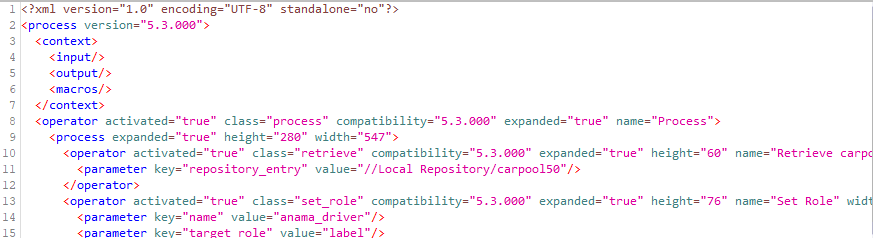 1 <?xml version="1.0" encoding="UTF-8" standalone="no"?>
2 <process version="5.3.000">
3 <context>
4 <input/>
5 <output/>
6 <macros/>
7 </context>
8 <operator activated="true" class="process" compatibility="5.3.000" expanded="true" name="Process">
9 <process expanded="true" height="280" width="547">
10 <operator activated="true" class="retrieve" compatibility="5.3.000" expanded="true" height="60" name="Retrieve carpo
11 <parameter key="repository_entry" value="//Local Repository/carpool50"/>
12 </operator>
13 <operator activated="true" class="set_role" compatibility="5.3.000" expanded="true" height="76" name="Set Role" widt
14 <parameter key="name" value="anama_driver"/>
15 <parameter key="target_role" value="label"/>